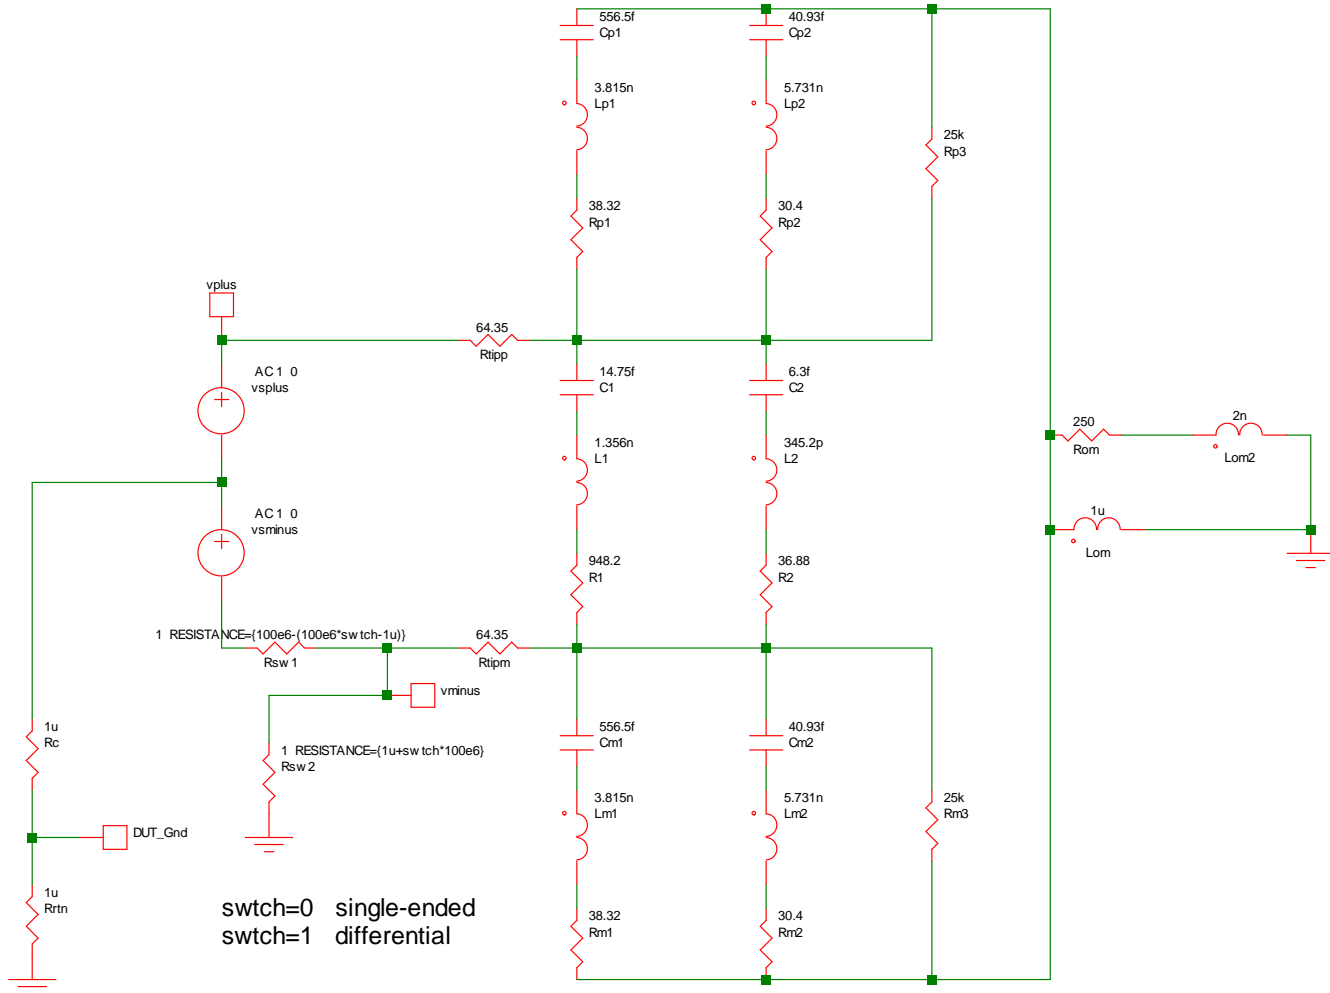 556.5f
Cp1
40.93f
Cp2
3.815n
Lp1
5.731n
Lp2
25k
Rp3
38.32
Rp1
30.4
Rp2
vplus
64.35
Rtipp
AC 1 0
vsplus
14.75f
C1
6.3f
C2
250
Rom
2n
Lom2
1.356n
L1
345.2p
L2
AC 1 0
vsminus
1u
Lom
948.2
R1
36.88
R2
1 RESISTANCE={100e6-(100e6*swtch-1u)}
Rsw1
64.35
Rtipm
vminus
1u
Rc
1 RESISTANCE={1u+swtch*100e6}
Rsw2
556.5f
Cm1
40.93f
Cm2
3.815n
Lm1
5.731n
Lm2
25k
Rm3
DUT_Gnd
1u
Rrtn
38.32
Rm1
30.4
Rm2
swtch=0 single-ended
swtch=1 differential